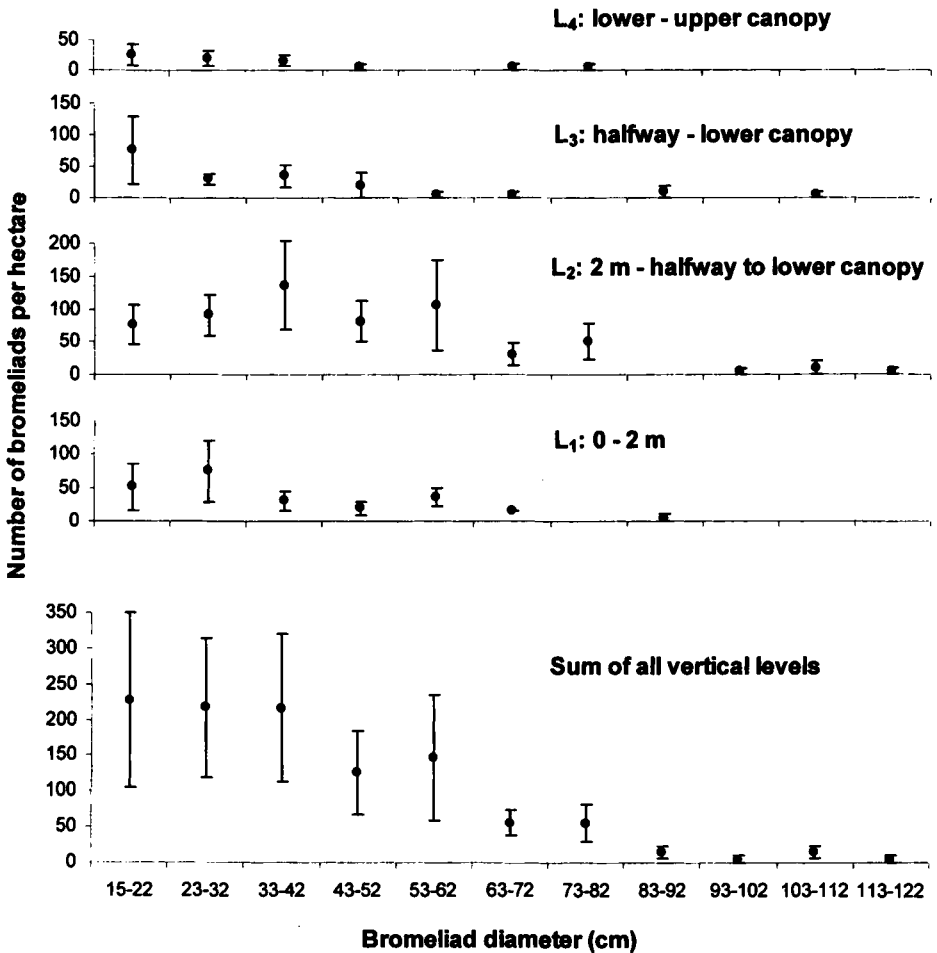 L₄: lower - upper canopy
50
0
L₃: halfway - lower canopy
150
100
50
0
L₂: 2 m - halfway to lower canopy
200
150
100
50
0
L₁: 0 - 2 m
150
100
50
0
Number of bromeliads per hectare
Sum of all vertical levels
350
300
250
200
150
100
50
0
15-22 23-32 33-42 43-52 53-62 63-72 73-82 83-92 93-102 103-112 113-122
Bromeliad diameter (cm)